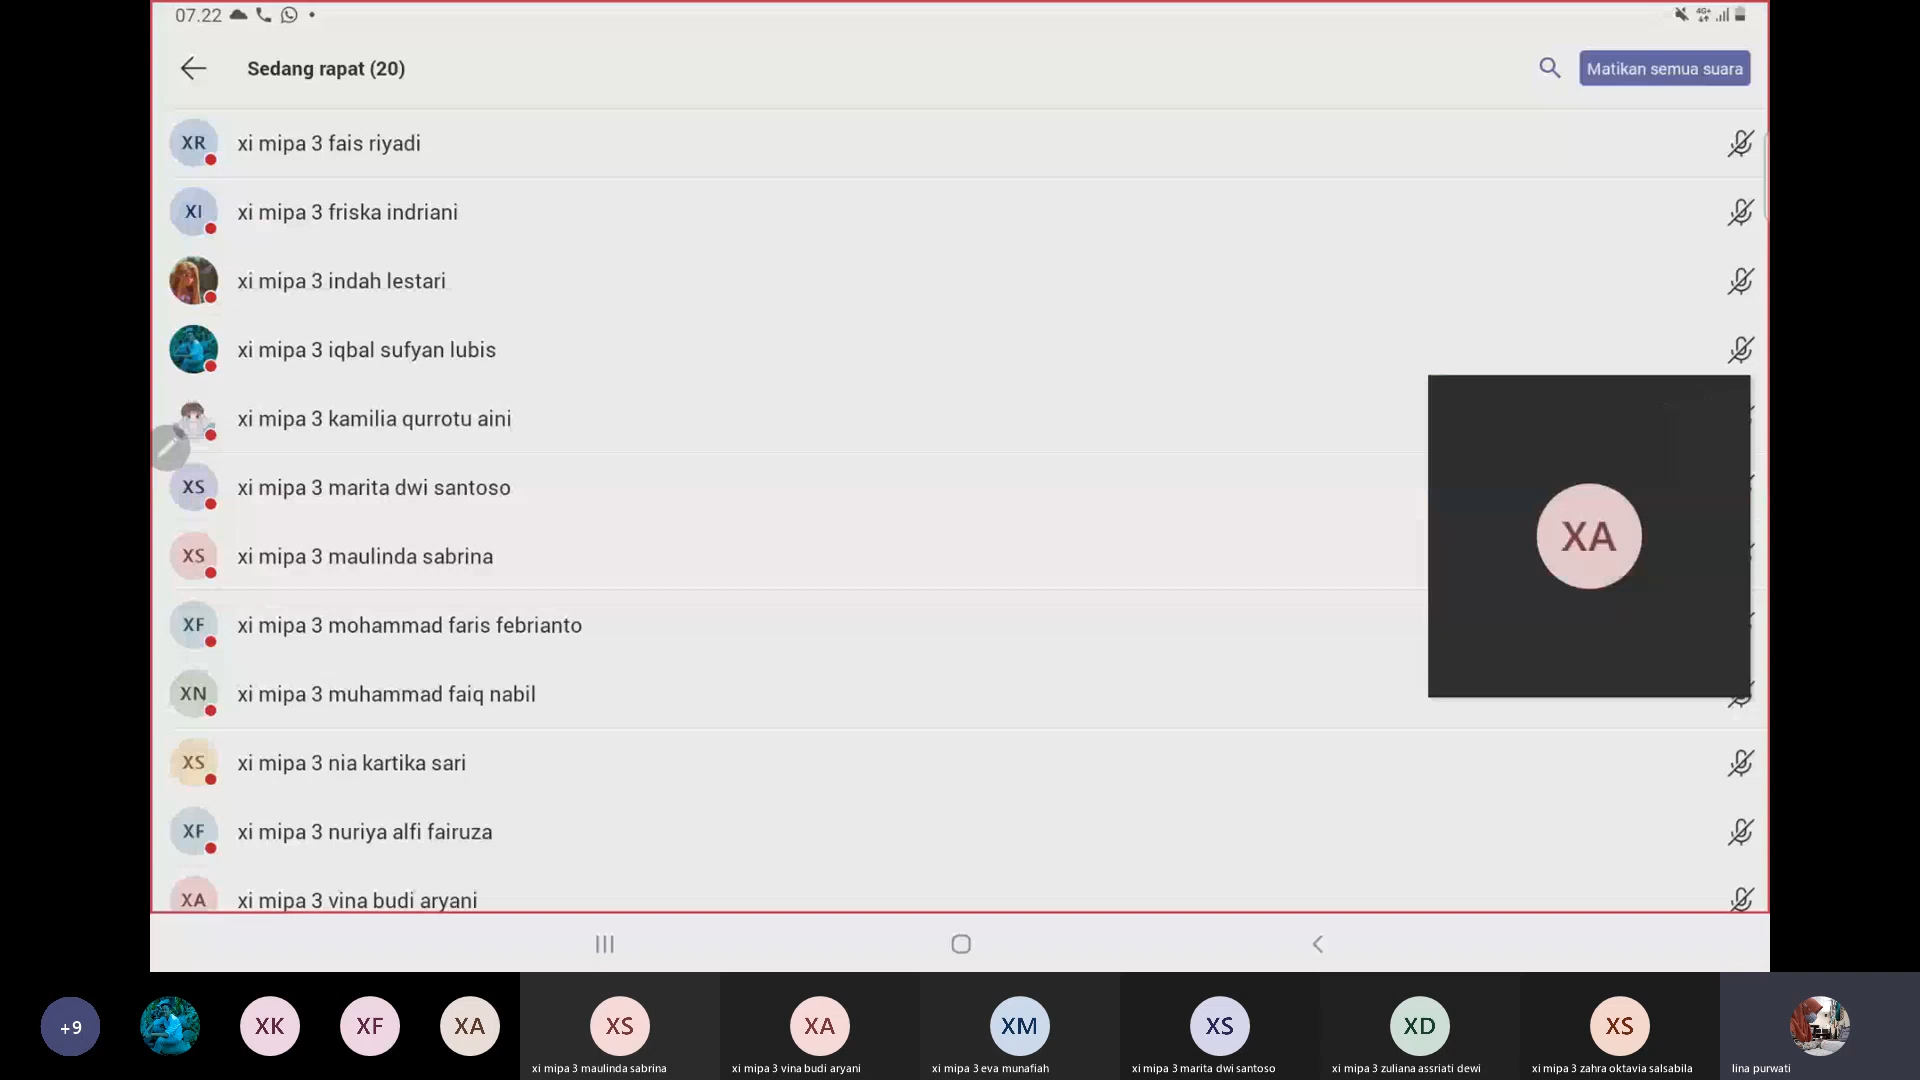 07.22
4G+
Sedang rapat (20)
Matikan semua suara
XR xi mipa 3 fais riyadi
XI xi mipa 3 friska indriani
xi mipa 3 indah lestari
xi mipa 3 iqbal sufyan lubis
xi mipa 3 kamilia qurrotu aini
XS xi mipa 3 marita dwi santoso
XA
XS xi mipa 3 maulinda sabrina
XF xi mipa 3 mohammad faris febrianto
XN xi mipa 3 muhammad faiq nabil
XS xi mipa 3 nia kartika sari
XF xi mipa 3 nuriya alfi fairuza
XA xi mipa 3 vina budi aryani
+9 XK XF XA XS XA XM XS XD XS
xi mipa 3 maulinda sabrina
xi mipa 3 vina budi aryani
xi mipa 3 eva munafiah
xi mipa 3 marita dwi santoso
xi mipa 3 zuliana assriati dewi
xi mipa 3 zahra oktavia salsabila
lina purwati